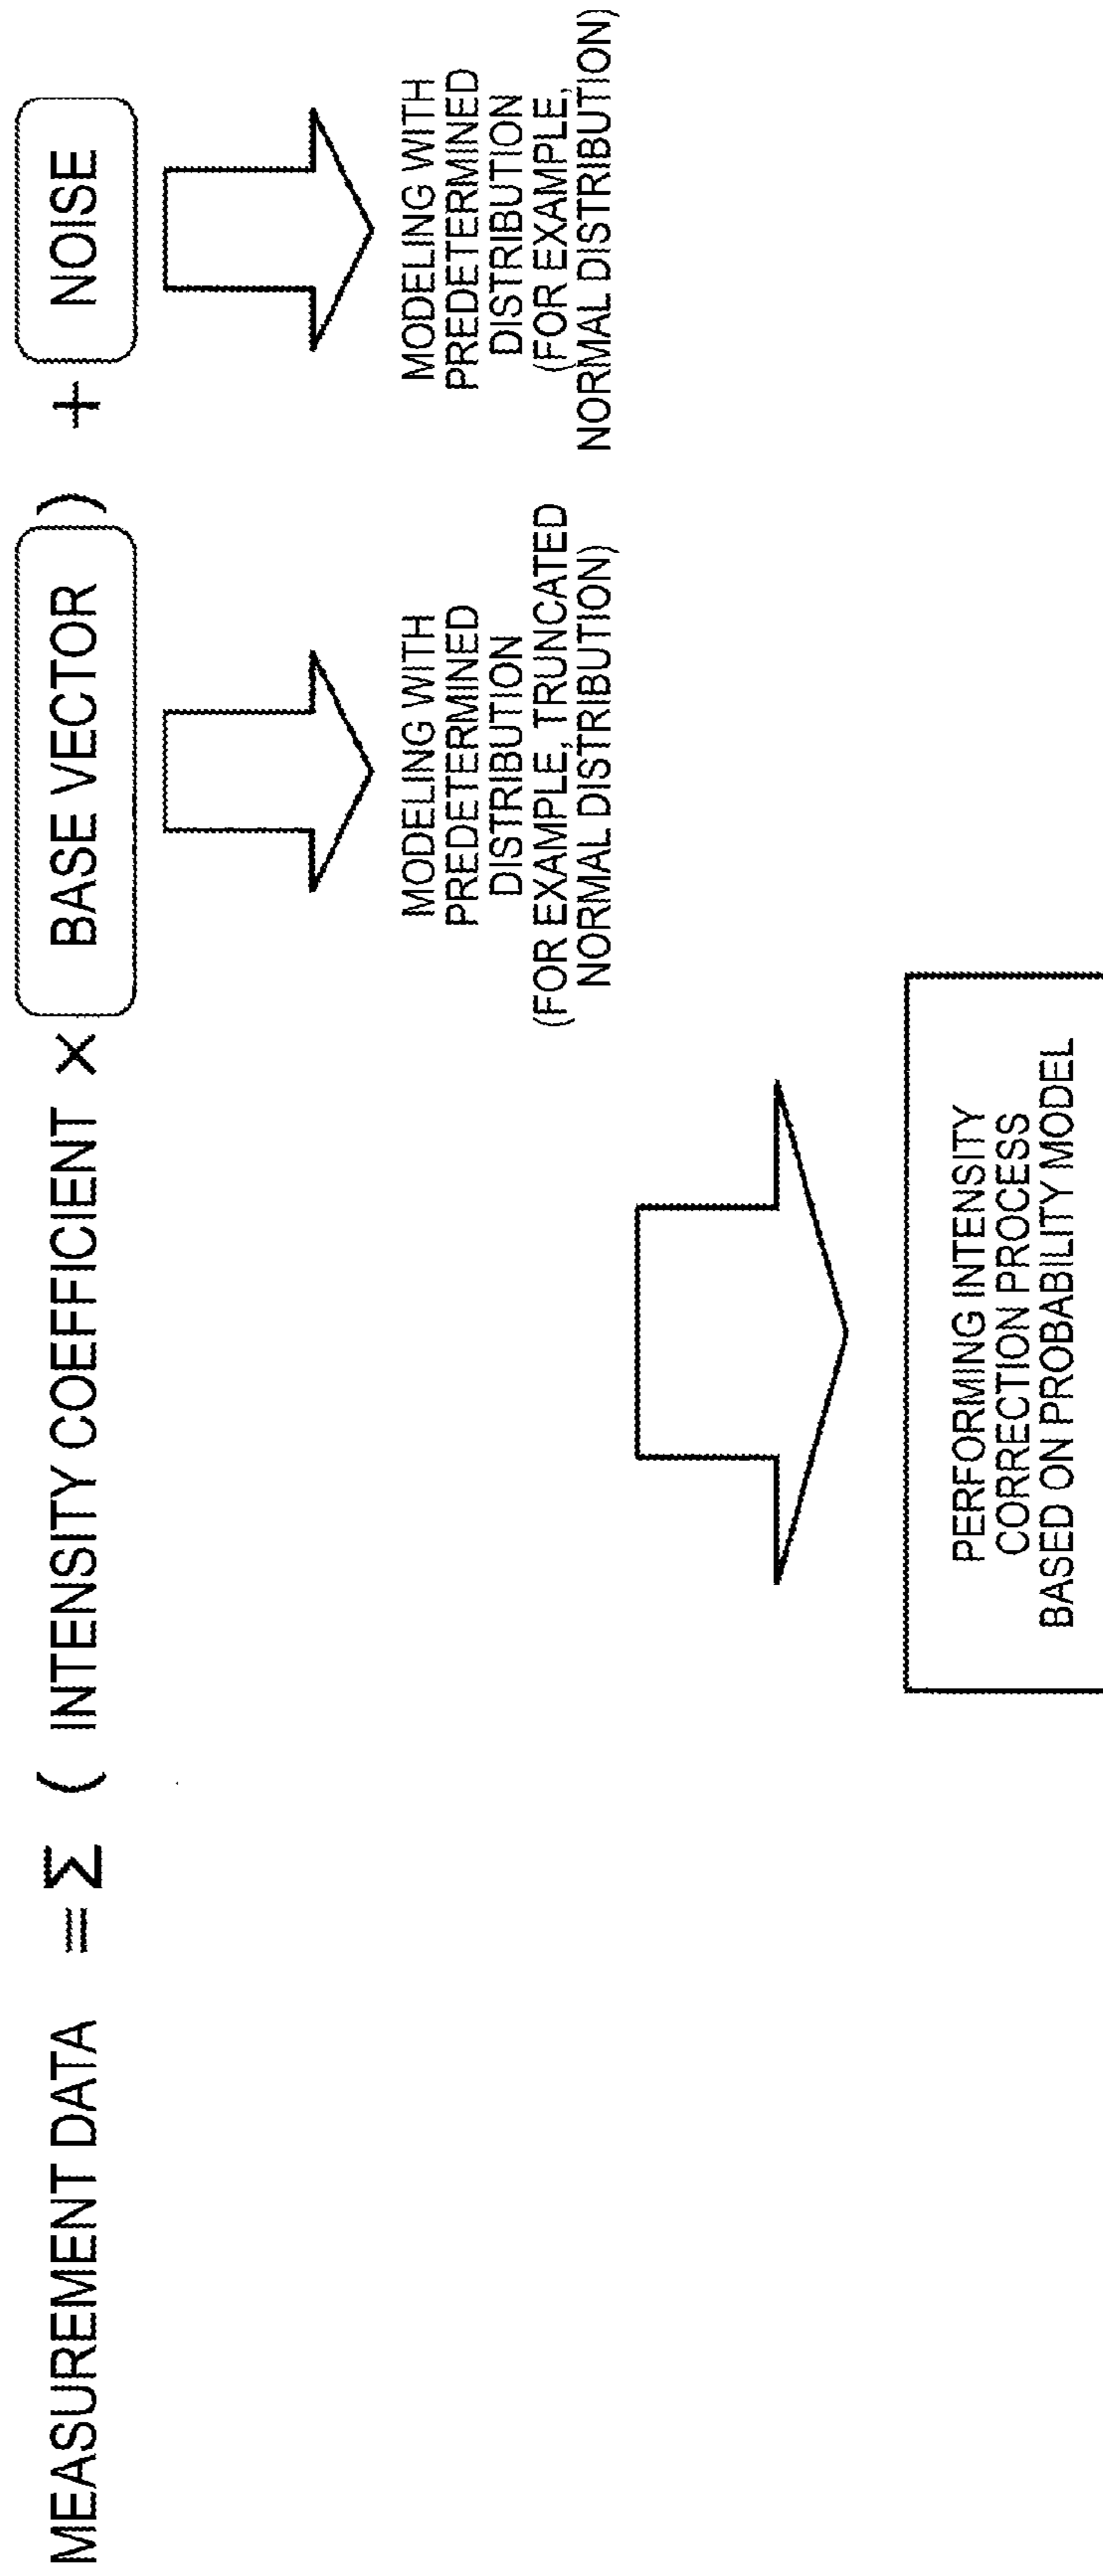 MEASUREMENT DATA = Σ ( INTENSITY COEFFICIENT × BASE VECTOR ) + NOISE
MODELING WITH
PREDETERMINED
DISTRIBUTION
(FOR EXAMPLE, TRUNCATED
NORMAL DISTRIBUTION)
MODELING WITH
PREDETERMINED
DISTRIBUTION
(FOR EXAMPLE,
NORMAL DISTRIBUTION)
PERFORMING INTENSITY
CORRECTION PROCESS
BASED ON PROBABILITY MODEL